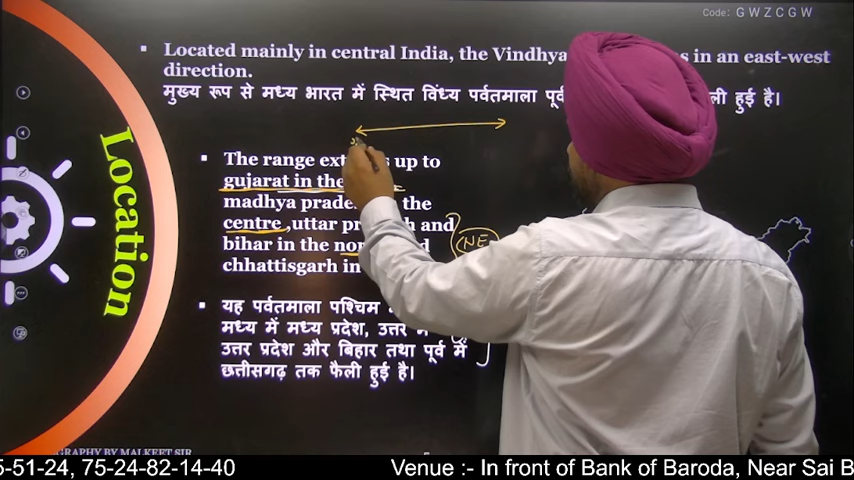 Code: G W Z C G W
Located mainly in central India, the Vindhya s in an east-west
direction.
मुख्य रूप से मध्य भारत में स्थित विंध्य पर्वतमाला पूर्व ली हुई है।
Location
The range ext s up to
gujarat in the
madhya prade the
centre ,uttar pr h and
bihar in the nor d
chhattisgarh in
NE
यह पर्वतमाला पश्चिम
मध्य में मध्य प्रदेश, उत्तर में
उत्तर प्रदेश और बिहार तथा पूर्व में
छत्तीसगढ़ तक फैली हुई है।
GRAPHY BY MALKEET SIR
5-51-24, 75-24-82-14-40 Venue :- In front of Bank of Baroda, Near Sai B